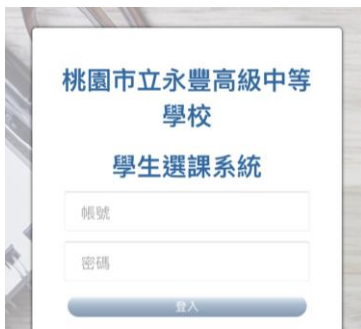 桃園市立永豐高級中等
學校
學生選課系統
帳號
密碼
登入